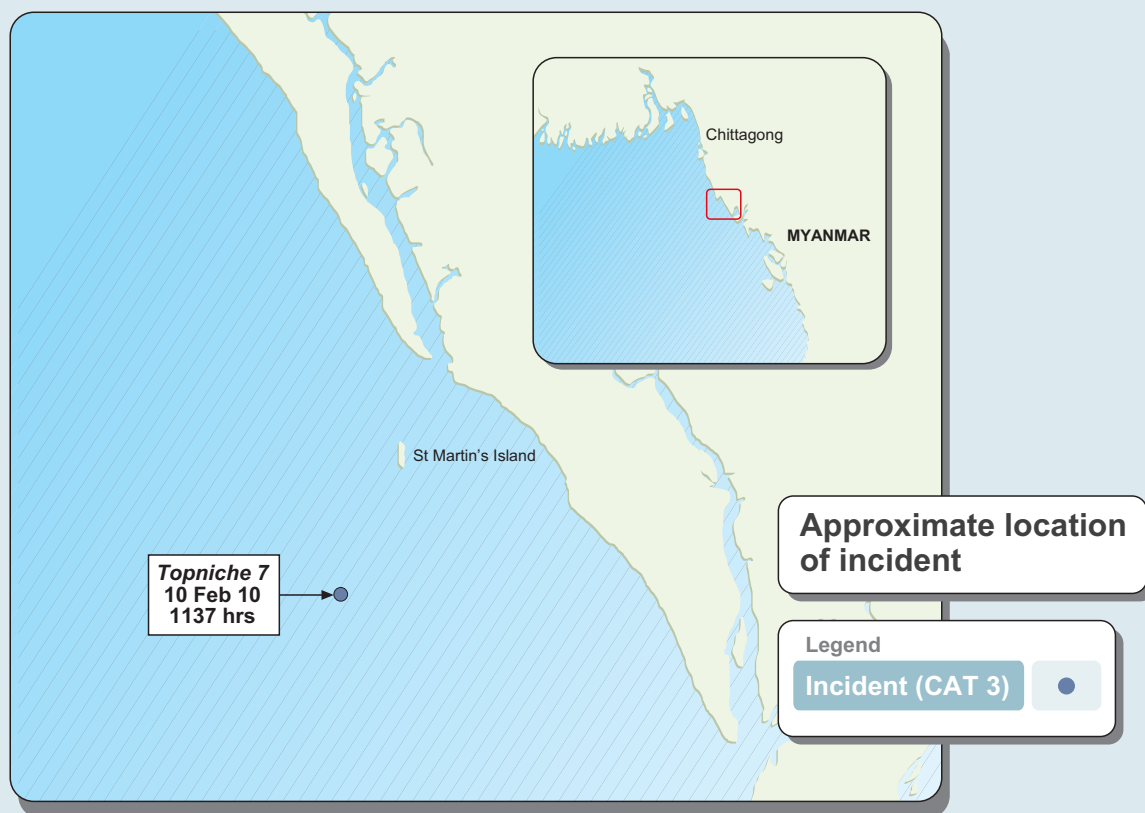 Chittagong
MYANMAR
St Martin's Island
Topniche 7
10 Feb 10
1137 hrs
Approximate location
of incident
Legend
Incident (CAT 3)